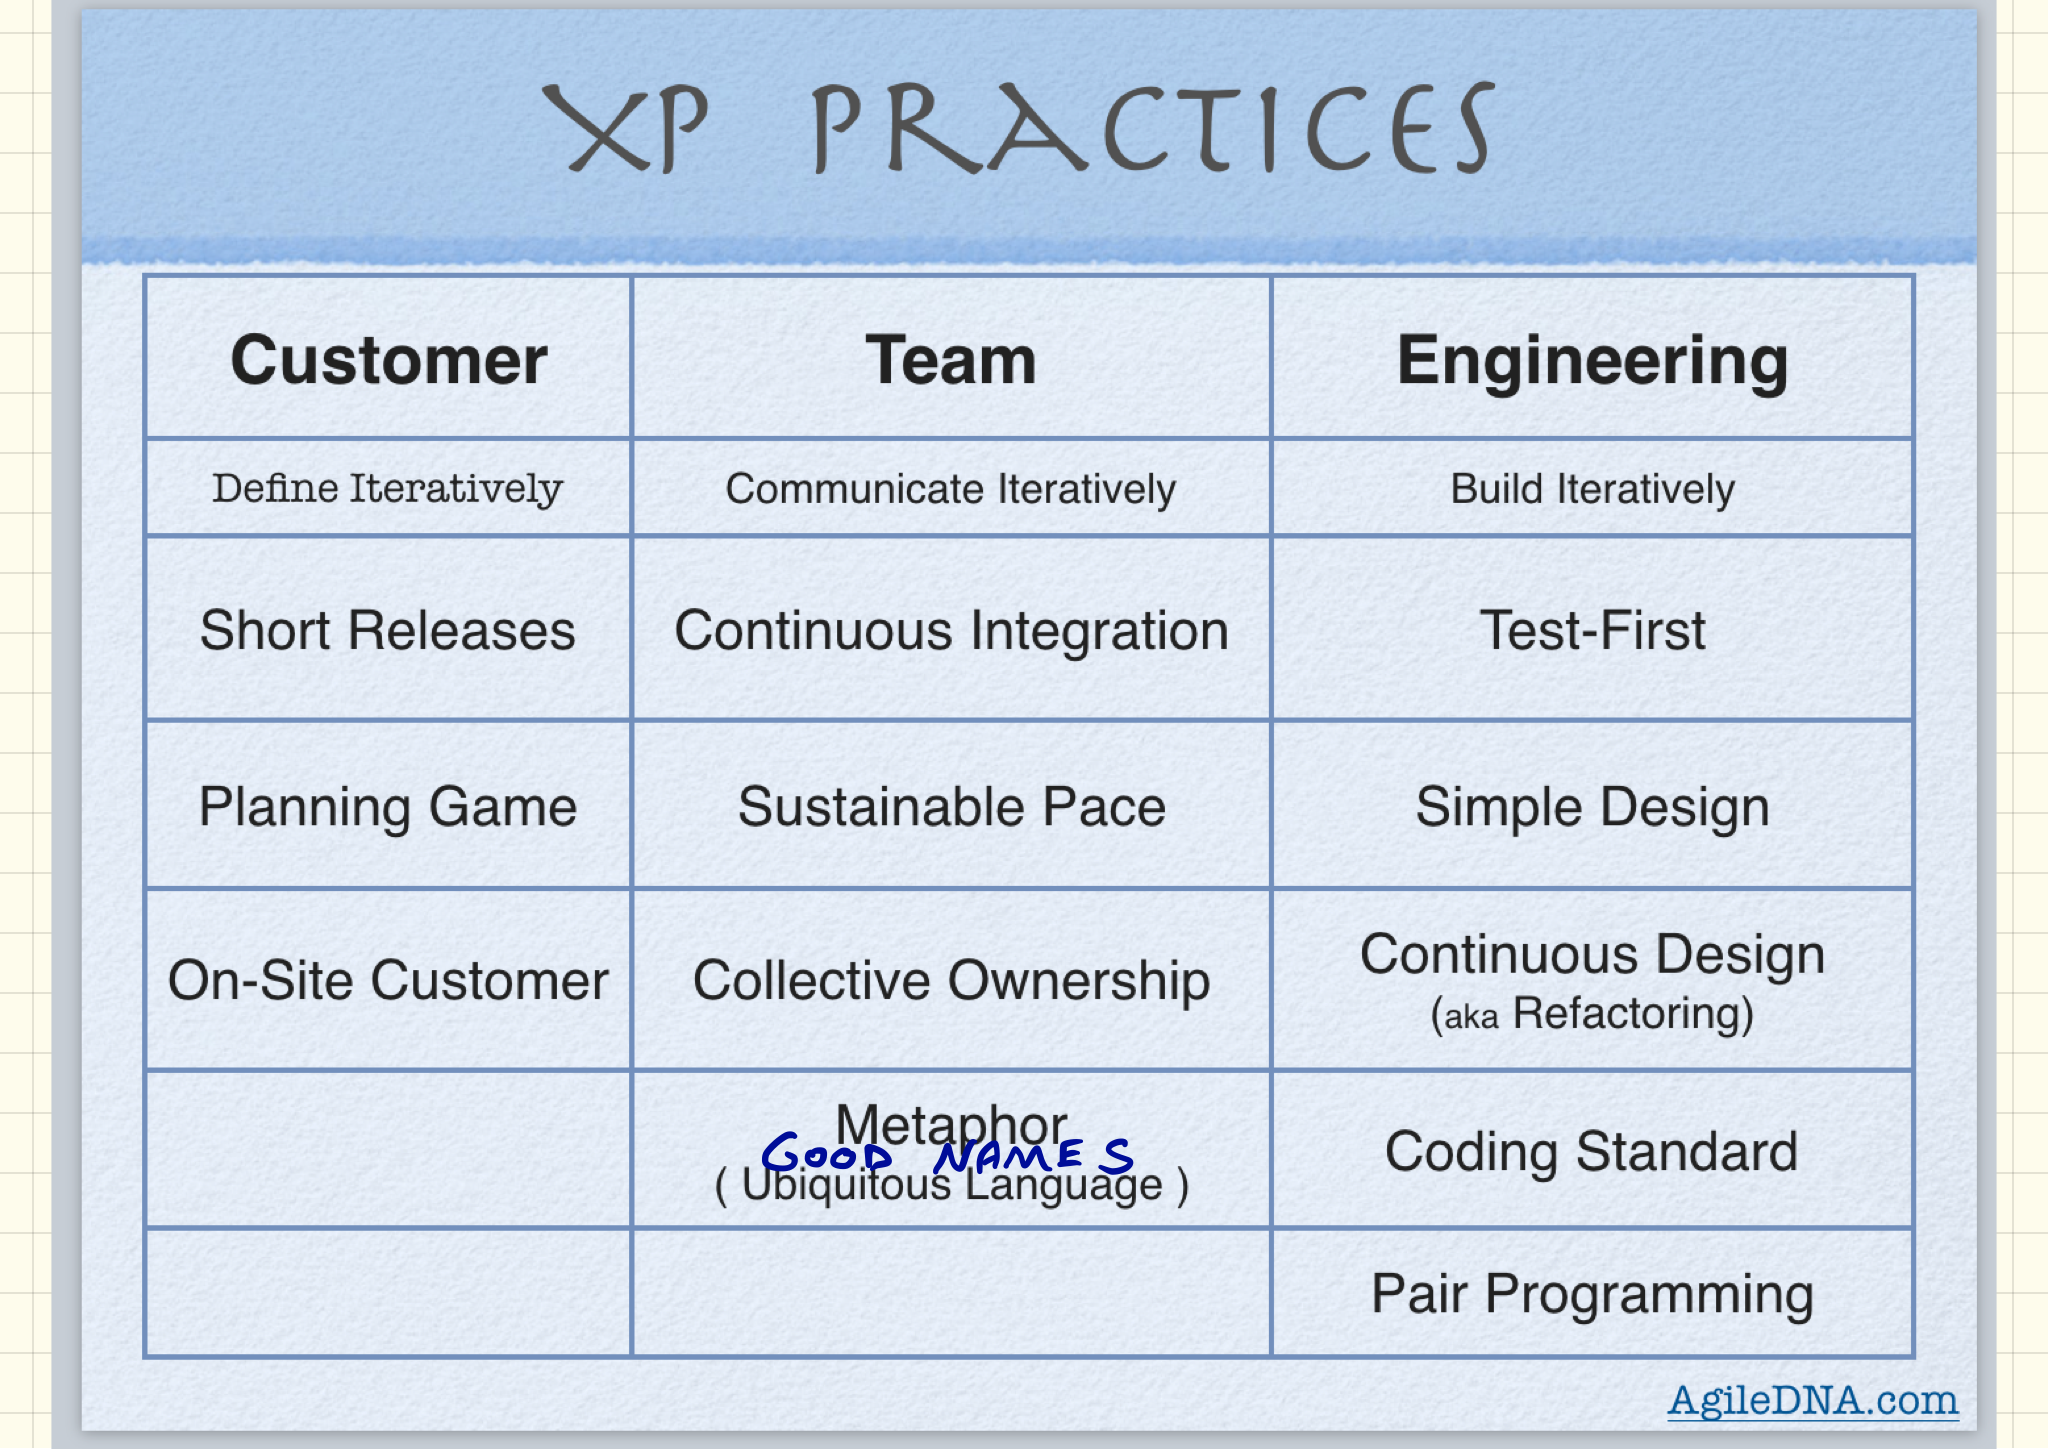 XP PRACTICES
Customer
Team
Engineering
Define Iteratively
Communicate Iteratively
Build Iteratively
Short Releases
Continuous Integration
Test-First
Planning Game
Sustainable Pace
Simple Design
On-Site Customer
Collective Ownership
Continuous Design
(aka Refactoring)
Metaphor
GOOD NAMES
( Ubiquitous Language )
Coding Standard
Pair Programming
AgileDNA.com